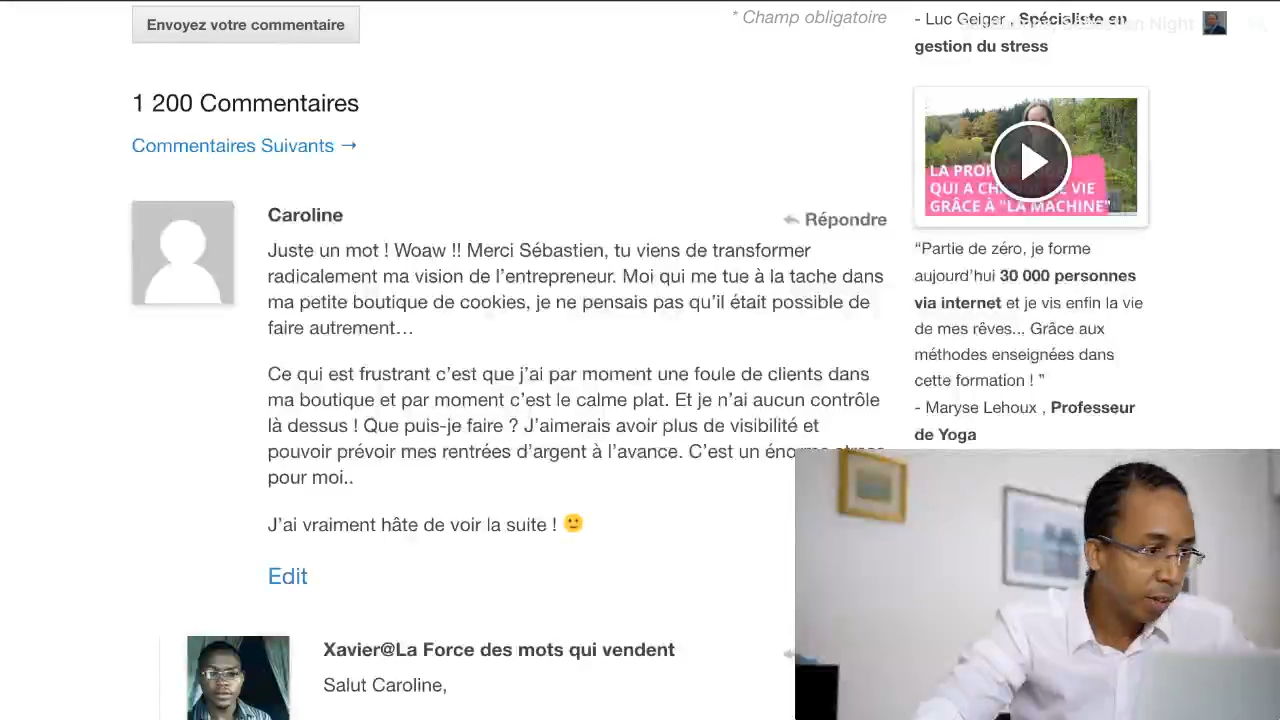 Envoyez votre commentaire
* Champ obligatoire
1 200 Commentaires
Commentaires Suivants →
Caroline
Répondre
Juste un mot ! Woaw !! Merci Sébastien, tu viens de transformer
radicalement ma vision de l’entrepreneur. Moi qui me tue à la tache dans
ma petite boutique de cookies, je ne pensais pas qu’il était possible de
faire autrement…
Ce qui est frustrant c’est que j’ai par moment une foule de clients dans
ma boutique et par moment c’est le calme plat. Et je n’ai aucun contrôle
là dessus ! Que puis-je faire ? J’aimerais avoir plus de visibilité et
pouvoir prévoir mes rentrées d’argent à l’avance. C’est un énorme stress
pour moi..
J’ai vraiment hâte de voir la suite ! 🙂
Edit
Xavier@La Force des mots qui vendent
Salut Caroline,
- Luc Geiger , Spécialiste en
Night
gestion du stress
LA
QUI A VIE
GRÂCE À "LA MACHINE"
“Partie de zéro, je forme
aujourd’hui 30 000 personnes
via internet et je vis enfin la vie
de mes rêves... Grâce aux
méthodes enseignées dans
cette formation ! ”
- Maryse Lehoux , Professeur
de Yoga